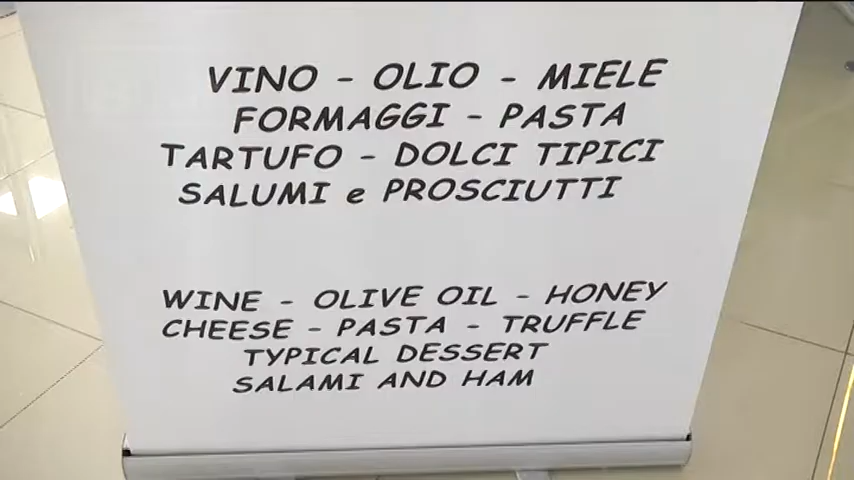 VINO - OLIO - MIELE
FORMAGGI - PASTA
TARTUFO - DOLCI TIPICI
SALUMI e PROSCIUTTI
WINE - OLIVE OIL - HONEY
CHEESE - PASTA - TRUFFLE
TYPICAL DESSERT
SALAMI AND HAM